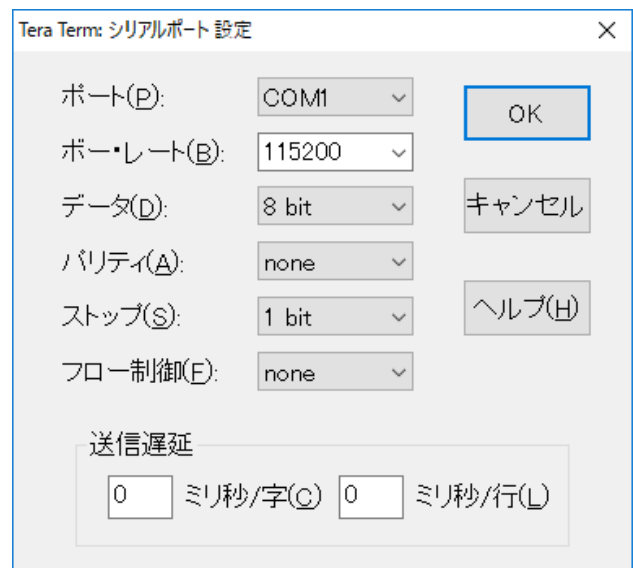 Tera Term: シリアルポート 設定
ポート(P): COM1
OK
ボー・レート(B): 115200
データ(D): 8 bit
キャンセル
パリティ(A): none
ストップ(S): 1 bit
ヘルプ(H)
フロー制御(F): none
送信遅延
0 ミリ秒/字(C) 0 ミリ秒/行(L)